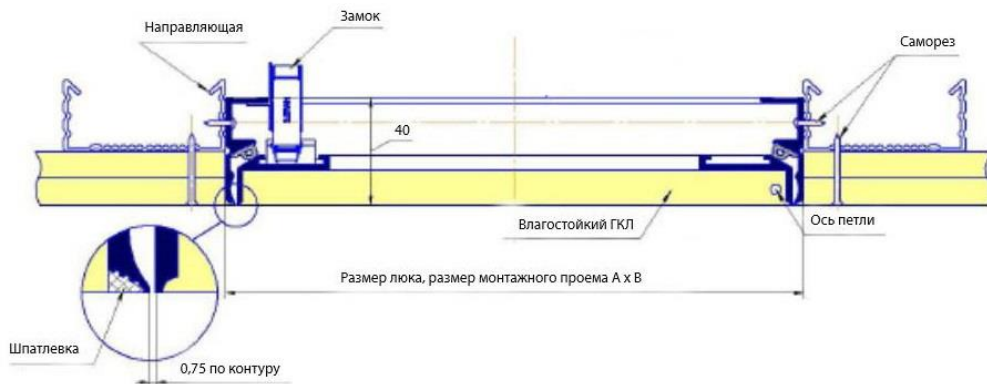 Направляющая
Замок
Саморез
40
Влагостойкий ГКЛ
Ось петли
Размер люка, размер монтажного проема А х В
Шпатлевка
0,75 по контуру